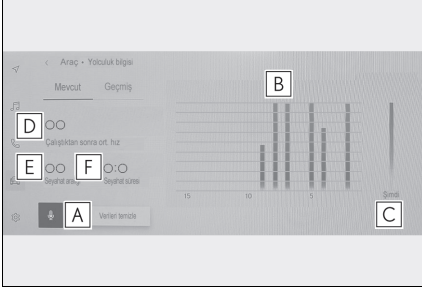 Araç • Yolculuk bilgisi
Mevcut Geçmiş
B
D
Çalıştıktan sonra ort. hız
E F
Seyahat aralığı Seyahat süresi
15 10 5 Şimdi
A Verileri temizle C